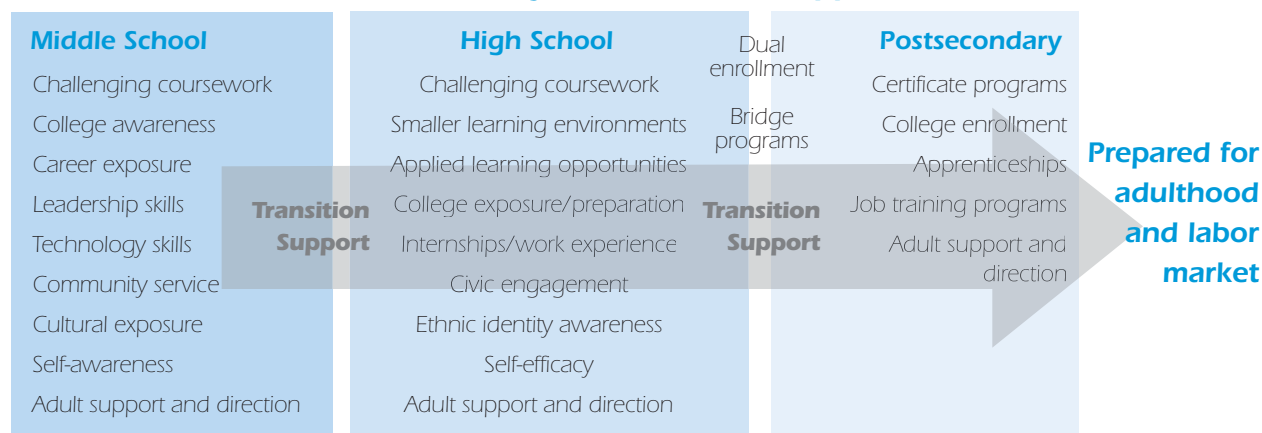 Middle School
Challenging coursework
College awareness
Career exposure
Leadership skills
Technology skills
Community service
Cultural exposure
Self-awareness
Adult support and direction
Transition
Support
High School
Challenging coursework
Smaller learning environments
Applied learning opportunities
College exposure/preparation
Internships/work experience
Civic engagement
Ethnic identity awareness
Self-efficacy
Adult support and direction
Dual
enrollment
Bridge
programs
Transition
Support
Postsecondary
Certificate programs
College enrollment
Apprenticeships
Job training programs
Adult support and
direction
Prepared for
adulthood
and labor
market